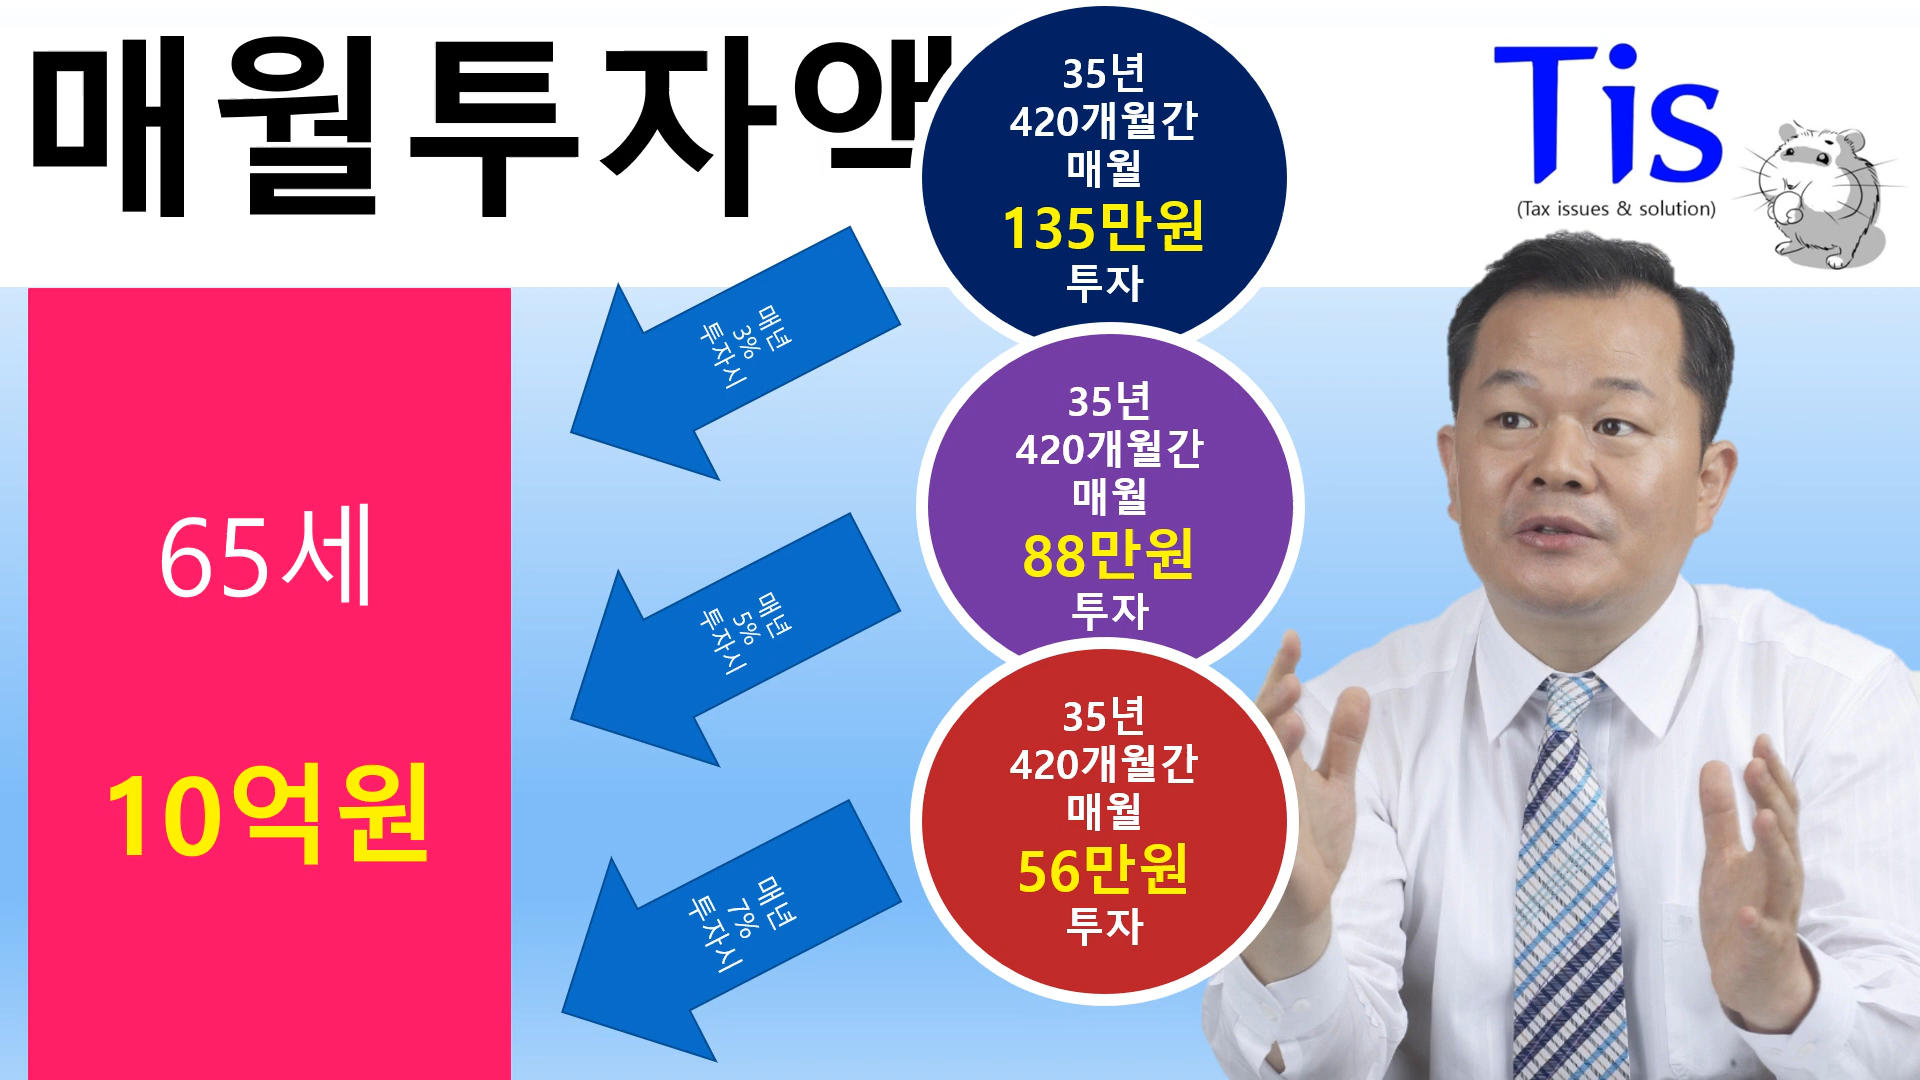 매월투자액
35년
420개월간
매월
135만원
투자
Tis
(Tax issues & solution)
매년
3%
투자시
35년
420개월간
매월
88만원
투자
65세
10억원
매년
5%
투자시
35년
420개월간
매월
56만원
투자
매년
7%
투자시